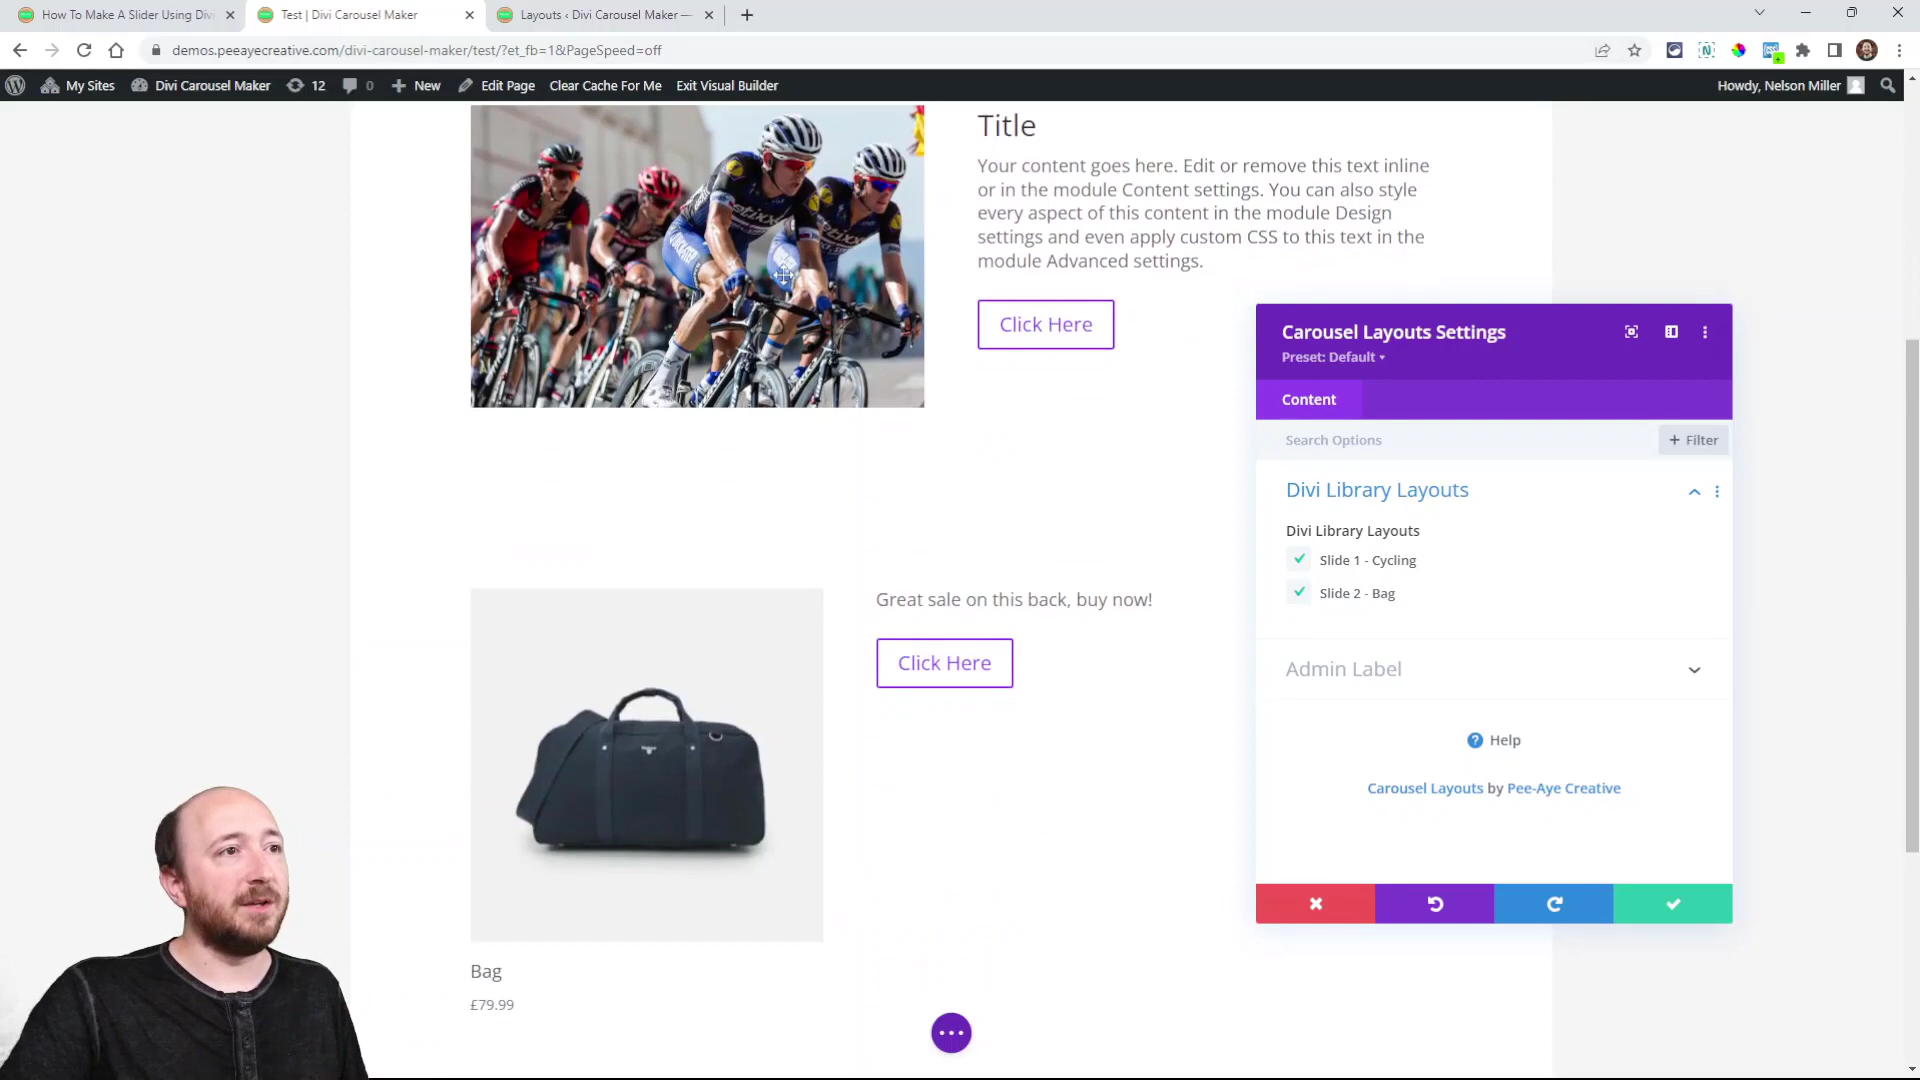 How To Make A Slider Using Divi
Test | Divi Carousel Maker
Layouts ‹ Divi Carousel Maker —
demos.peeayecreative.com/divi-carousel-maker/test/?et_fb=1&PageSpeed=off
My Sites
Divi Carousel Maker
12
0
New
Edit Page
Clear Cache For Me
Exit Visual Builder
Howdy, Nelson Miller
Title
Your content goes here. Edit or remove this text inline
or in the module Content settings. You can also style
every aspect of this content in the module Design
settings and even apply custom CSS to this text in the
module Advanced settings.
Click Here
Carousel Layouts Settings
Preset: Default
Content
Search Options
+ Filter
Divi Library Layouts
Divi Library Layouts
Slide 1 - Cycling
Slide 2 - Bag
Admin Label
Help
Carousel Layouts by Pee-Aye Creative
Great sale on this back, buy now!
Click Here
Bag
£79.99